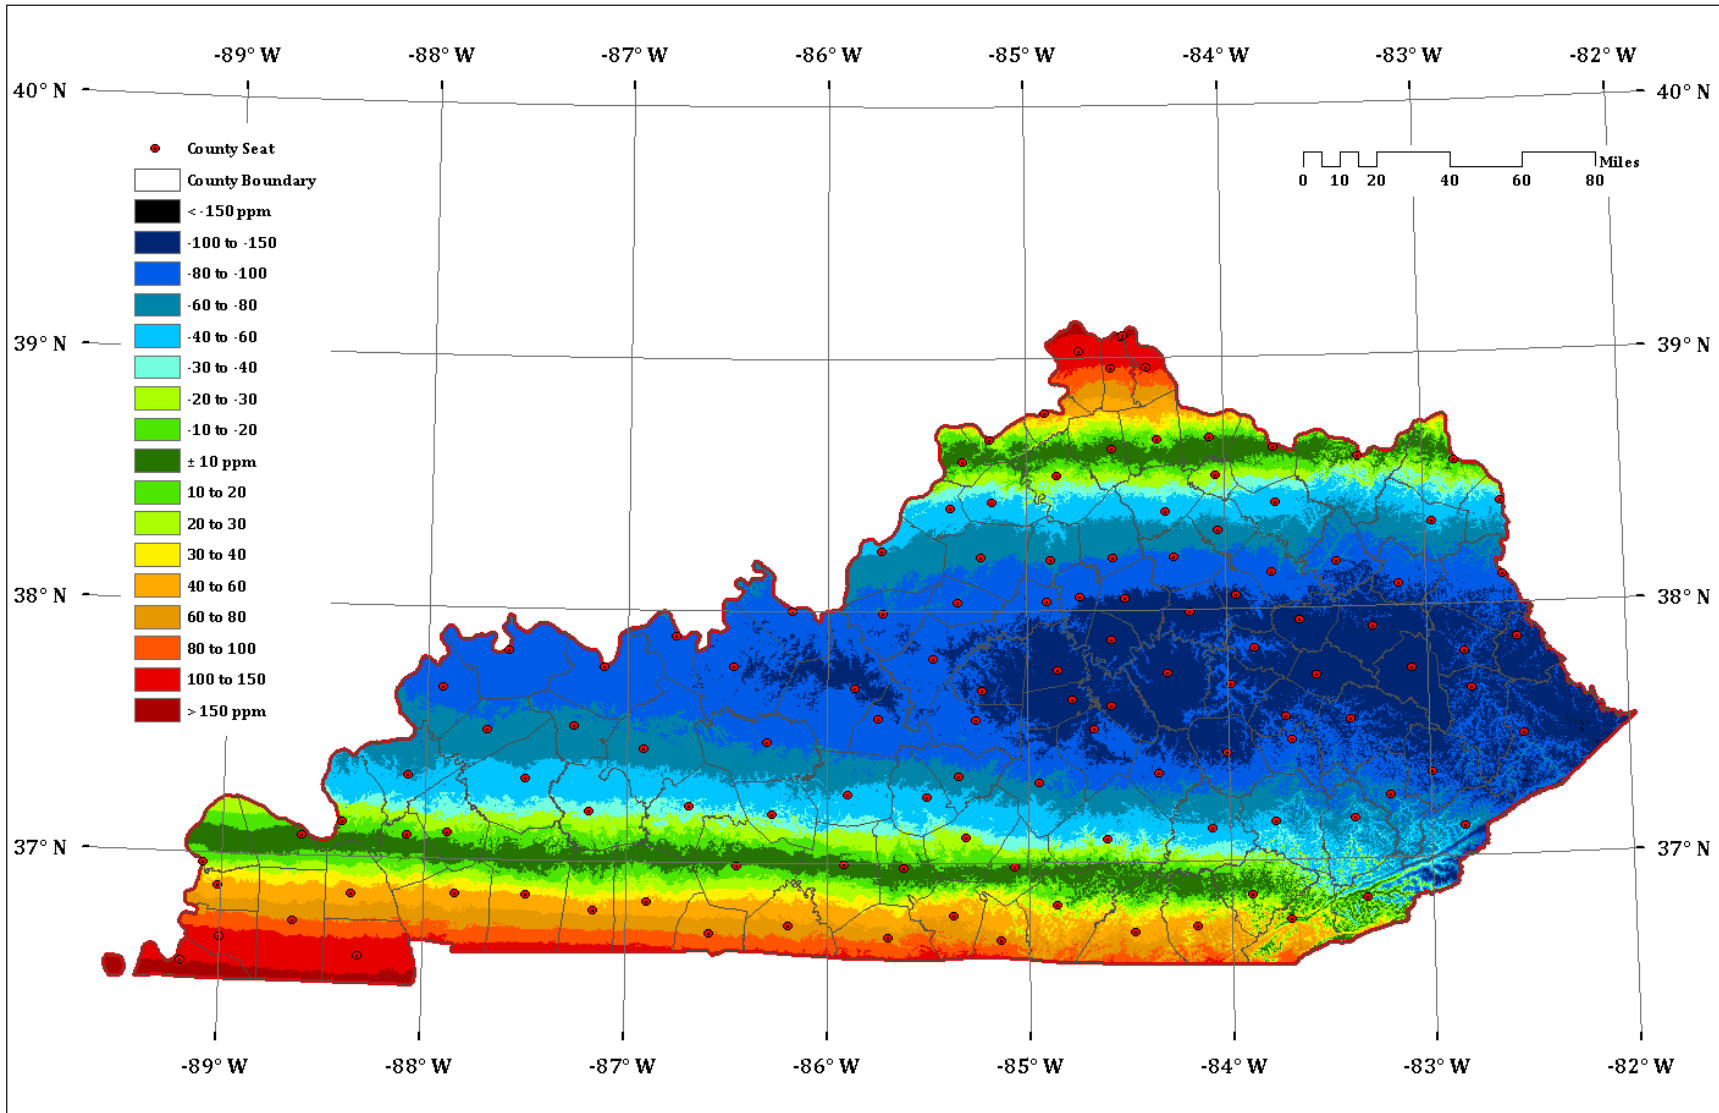 -89° W -88° W -87° W -86° W -85° W -84° W -83° W -82° W
40° N 40° N
County Seat
County Boundary
< -150 ppm
-100 to -150
-80 to -100
-60 to -80
-40 to -60
-30 to -40
-20 to -30
-10 to -20
± 10 ppm
10 to 20
20 to 30
30 to 40
40 to 60
60 to 80
80 to 100
100 to 150
> 150 ppm
Miles
0 10 20 40 60 80
39° N 39° N
38° N 38° N
37° N 37° N
-89° W -88° W -87° W -86° W -85° W -84° W -83° W -82° W